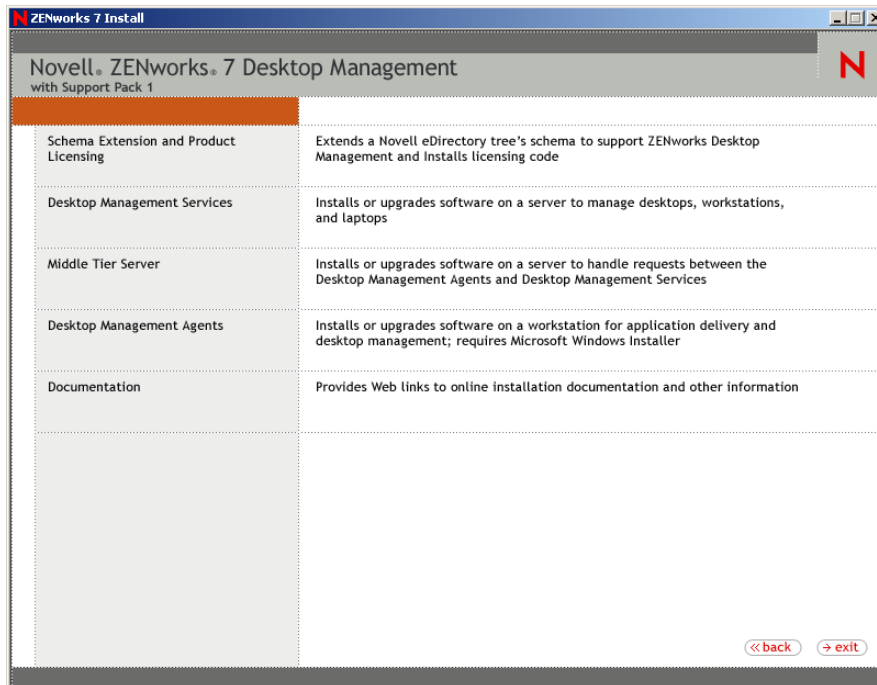 ZENworks 7 Install
Novell® ZENworks® 7 Desktop Management
with Support Pack 1
N
Schema Extension and Product
Licensing
Extends a Novell eDirectory tree's schema to support ZENworks Desktop
Management and Installs licensing code
Desktop Management Services
Installs or upgrades software on a server to manage desktops, workstations,
and laptops
Middle Tier Server
Installs or upgrades software on a server to handle requests between the
Desktop Management Agents and Desktop Management Services
Desktop Management Agents
Installs or upgrades software on a workstation for application delivery and
desktop management; requires Microsoft Windows Installer
Documentation
Provides Web links to online installation documentation and other information
« back
→ exit